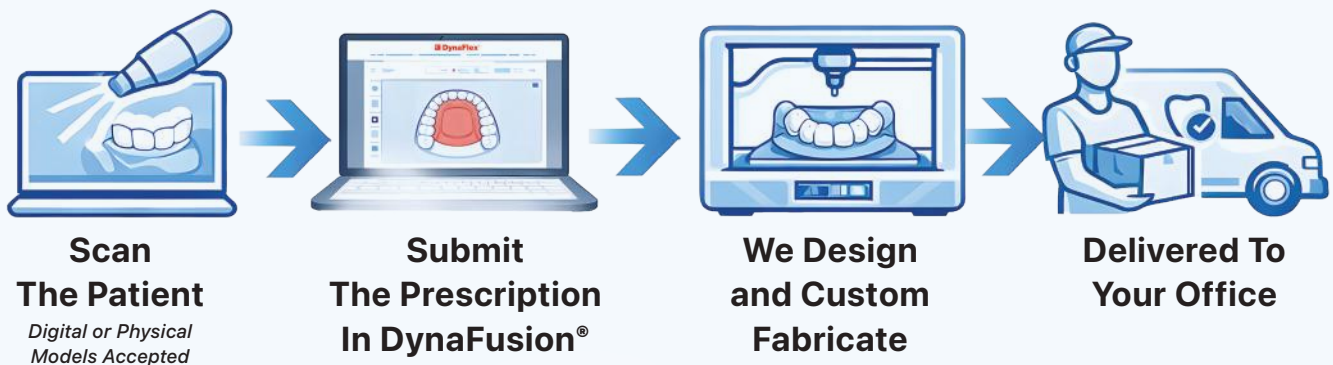 DynaFlex®
Scan
The Patient
Digital or Physical
Models Accepted
Submit
The Prescription
In DynaFusion®
We Design
and Custom
Fabricate
Delivered To
Your Office